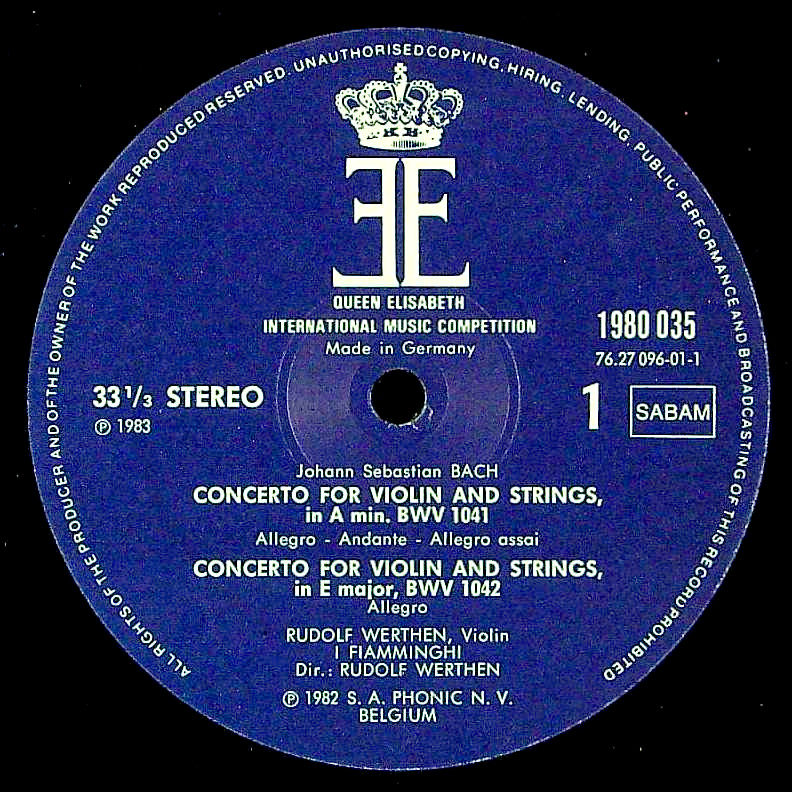 ALL RIGHTS OF THE PRODUCER AND OF THE OWNER OF THE WORK REPRODUCED RESERVED. UNAUTHORISED COPYING, HIRING, LENDING, PUBLIC PERFORMANCE AND BROADCASTING OF THIS RECORD PROHIBITED
EE
QUEEN ELISABETH
INTERNATIONAL MUSIC COMPETITION
Made in Germany
1980 035
76.27 096-01-1
33 1/3 STEREO
℗ 1983
1
SABAM
Johann Sebastian BACH
CONCERTO FOR VIOLIN AND STRINGS,
in A min. BWV 1041
Allegro - Andante - Allegro assai
CONCERTO FOR VIOLIN AND STRINGS,
in E major, BWV 1042
Allegro
RUDOLF WERTHEN, Violin
I FIAMMINGHI
Dir.: RUDOLF WERTHEN
℗ 1982 S. A. PHONIC N. V.
BELGIUM